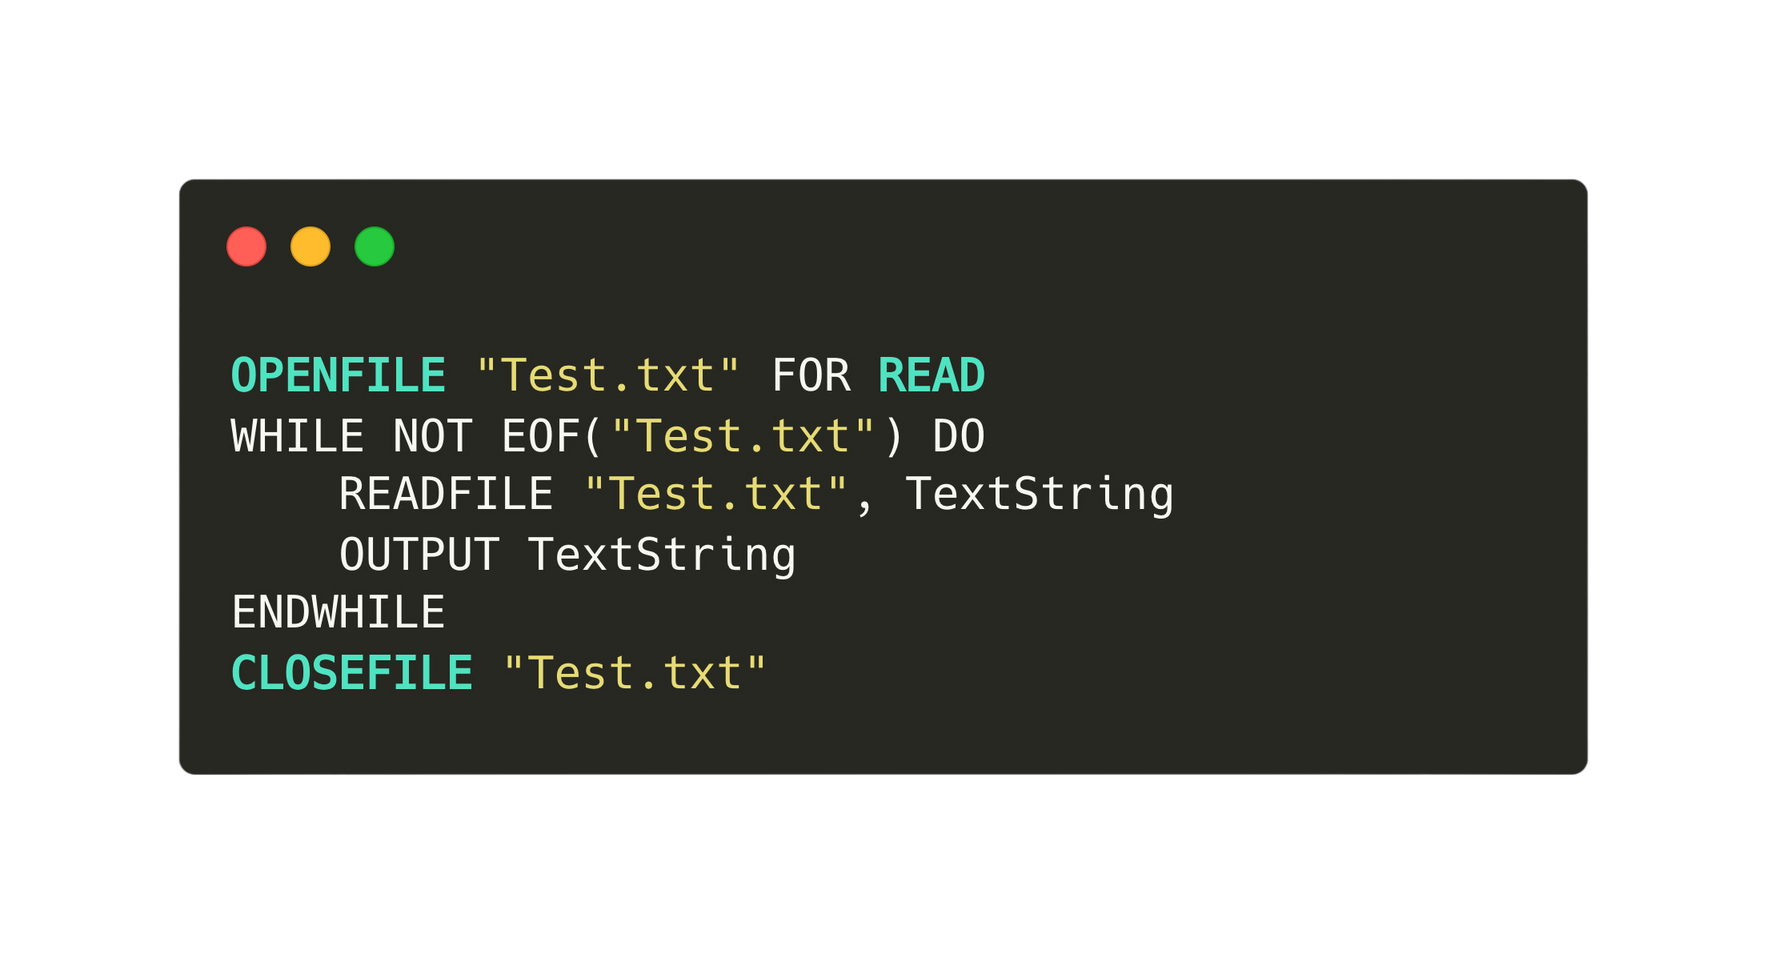 OPENFILE "Test.txt" FOR READ
WHILE NOT EOF("Test.txt") DO
    READFILE "Test.txt", TextString
    OUTPUT TextString
ENDWHILE
CLOSEFILE "Test.txt"